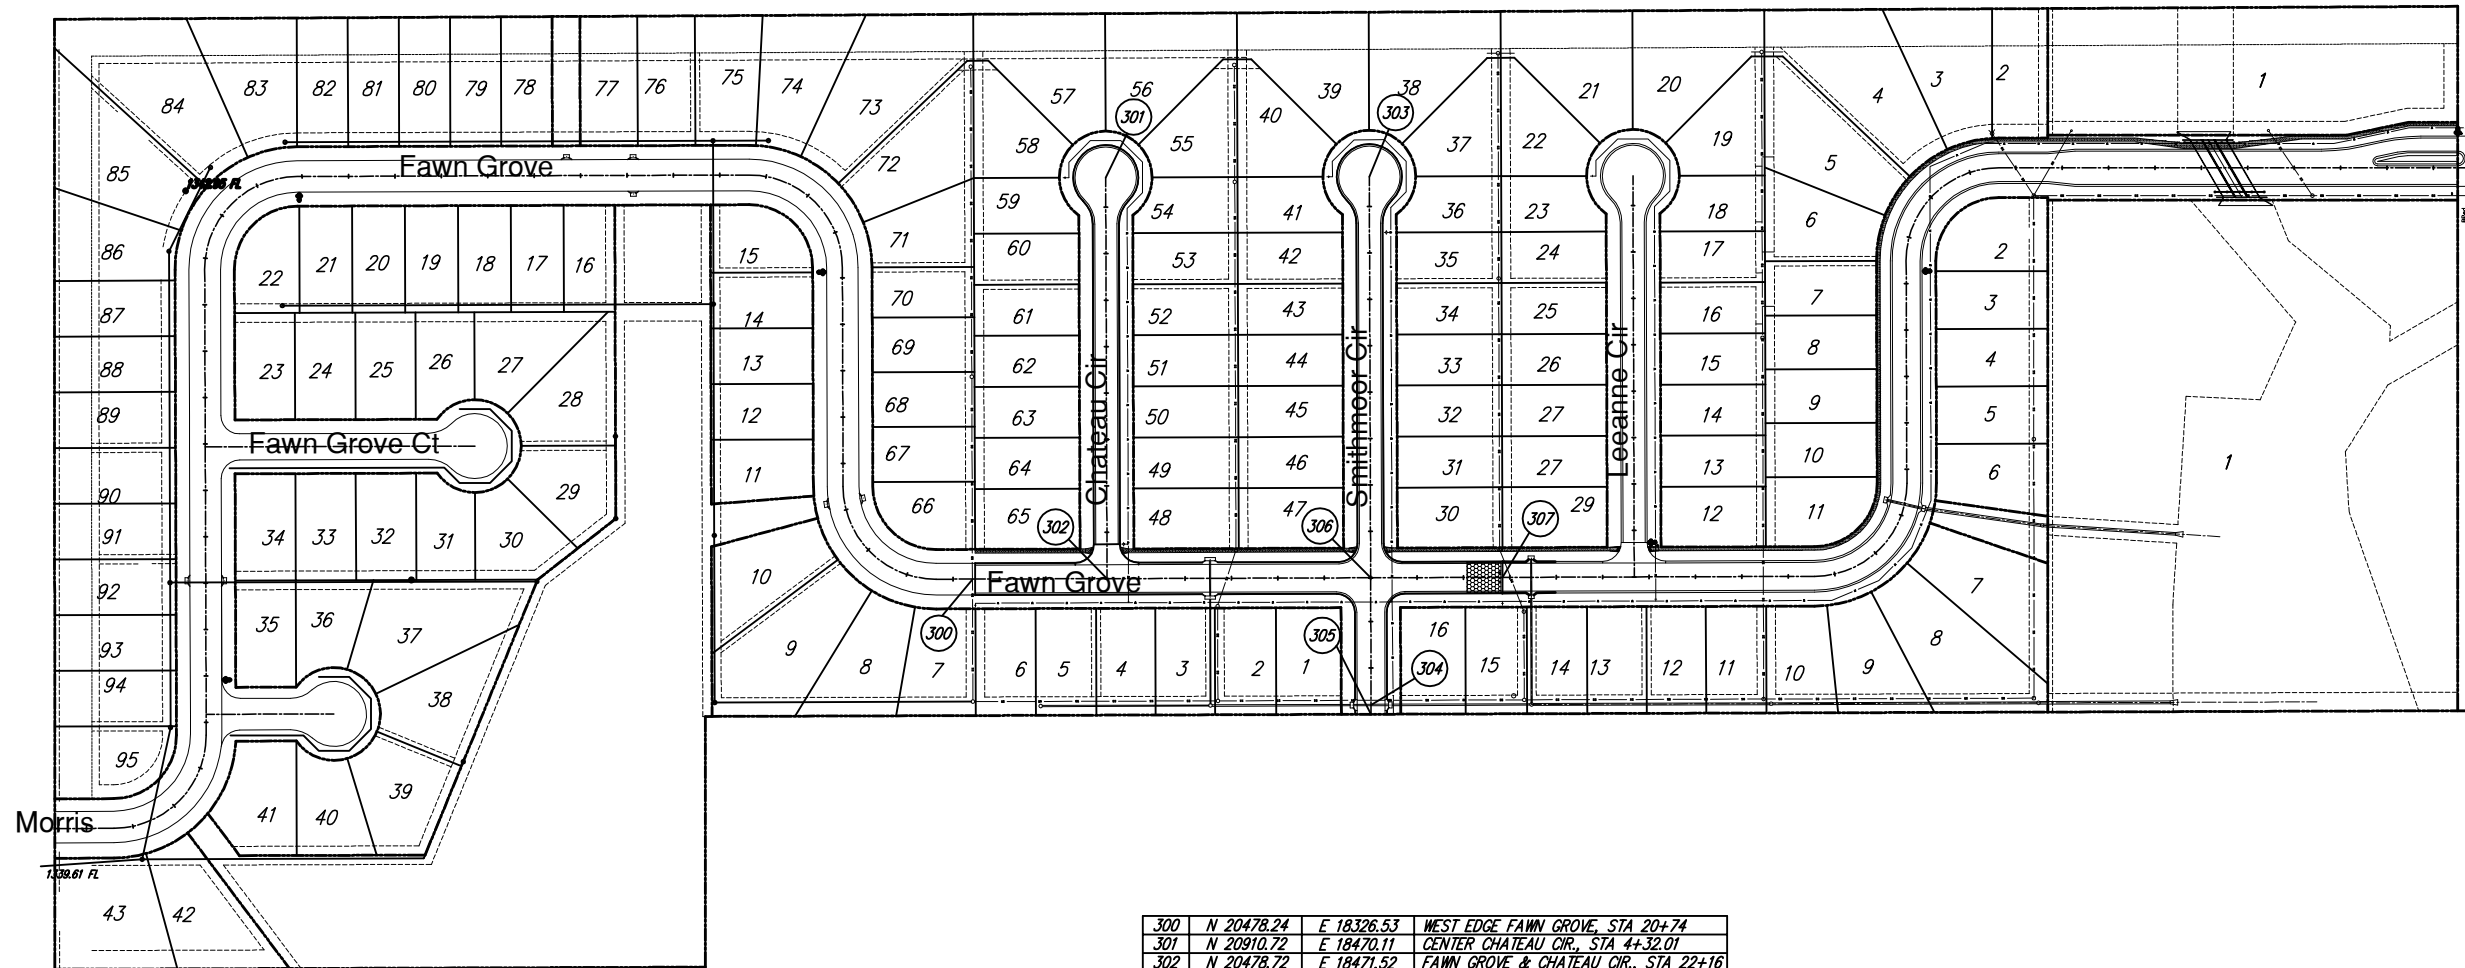 84 83 82 81 80 79 78 77 76 75 74 73 57 56 301 40 39 38 303 21 20 4 3 2 1
85 Fawn Grove 72 58 55 37 22 19 5
86 22 21 20 19 18 17 16 15 71 59 60 54 53 41 42 36 35 23 24 18 17 6 2
87 14 70 61 52 43 34 25 16 7 3
88 23 24 25 26 27 28 13 69 62 51 44 33 26 15 8 4
89 Fawn Grove Ct 12 68 63 50 45 32 27 14 9 5
Chateau Cir
Smithmoor Cir
Leeanne Cir
90 29 11 67 64 49 46 31 27 13 10 6 1
91 34 33 32 31 30 66 65 302 48 47 306 30 307 29 12 11
92 10 Fawn Grove 7
93 35 36 37 9 8 7 300 6 5 4 3 2 1 305 16 304 15 14 13 12 11 10 9 8
94 38
95 39
Morris 41 40
1339.61 FL
43 42
300 N 20478.24 E 18326.53 WEST EDGE FAWN GROVE, STA 20+74
301 N 20910.72 E 18470.11 CENTER CHATEAU CIR., STA 4+32.01
302 N 20478.72 E 18471.52 FAWN GROVE & CHATEAU CIR., STA 22+16